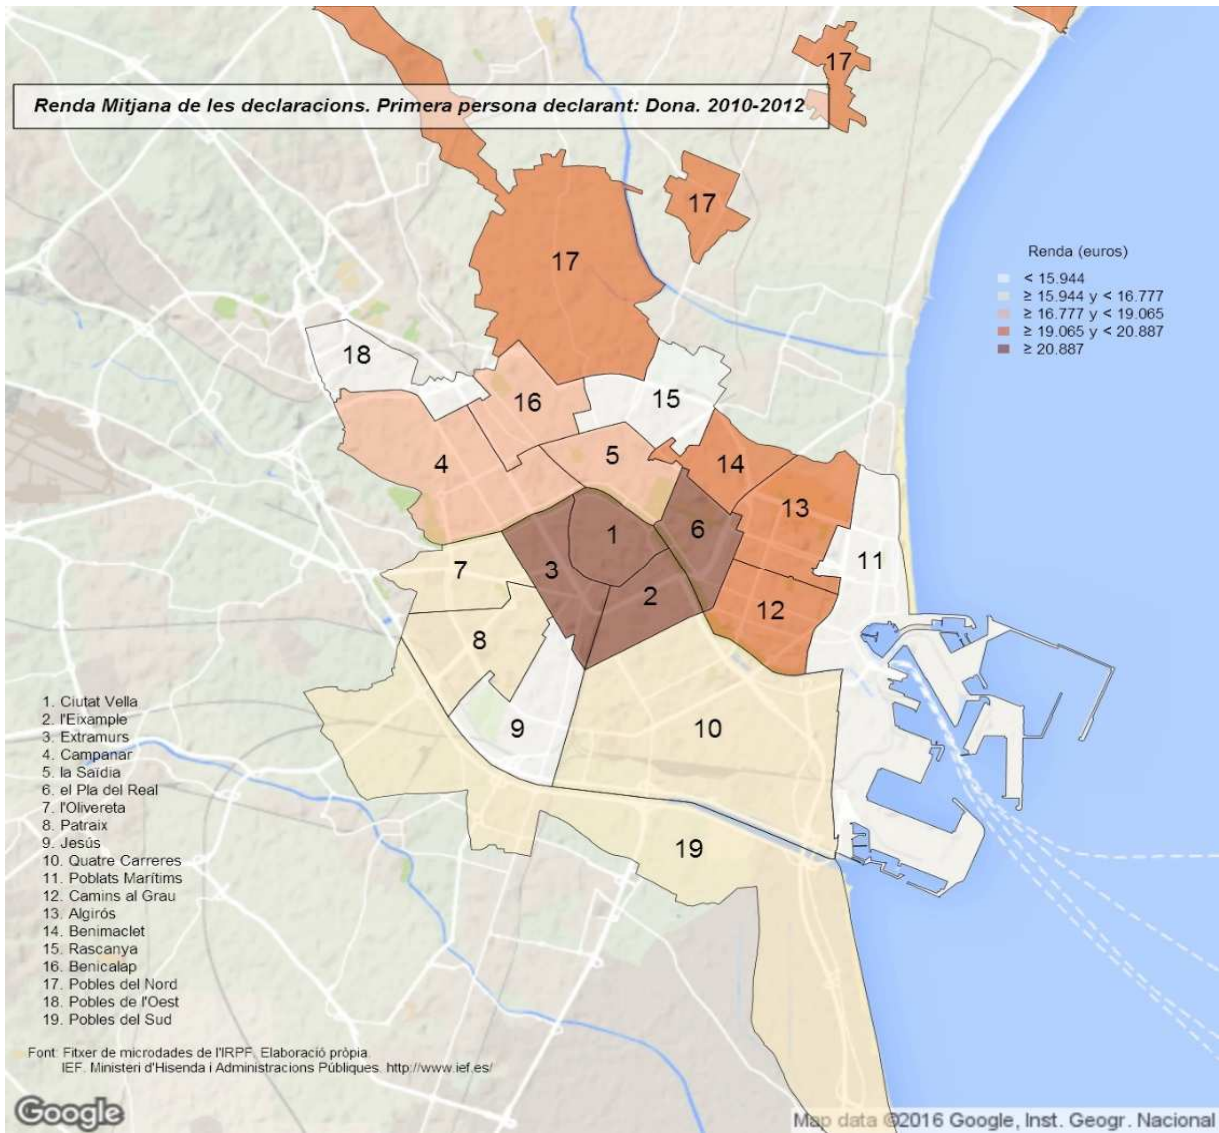 17
Renda Mitjana de les declaracions. Primera persona declarant: Dona. 2010-2012
17
17
Renda (euros)
< 15.944
≥ 15.944 y < 16.777
≥ 16.777 y < 19.065
≥ 19.065 y < 20.887
≥ 20.887
18
16
15
5
4
14
13
6
1
11
3
7
2
12
8
9
10
19
1. Ciutat Vella
2. l'Eixample
3. Extramurs
4. Campanar
5. la Saïdia
6. el Pla del Real
7. l'Olivereta
8. Patraix
9. Jesús
10. Quatre Carreres
11. Poblats Marítims
12. Camins al Grau
13. Algirós
14. Benimaclet
15. Rascanya
16. Benicalap
17. Pobles del Nord
18. Pobles de l'Oest
19. Pobles del Sud
Font: Fitxer de microdades de l'IRPF. Elaboració pròpia.
IEF. Ministeri d'Hisenda i Administracions Públiques. http://www.ief.es/
Google
Map data ©2016 Google, Inst. Geogr. Nacional